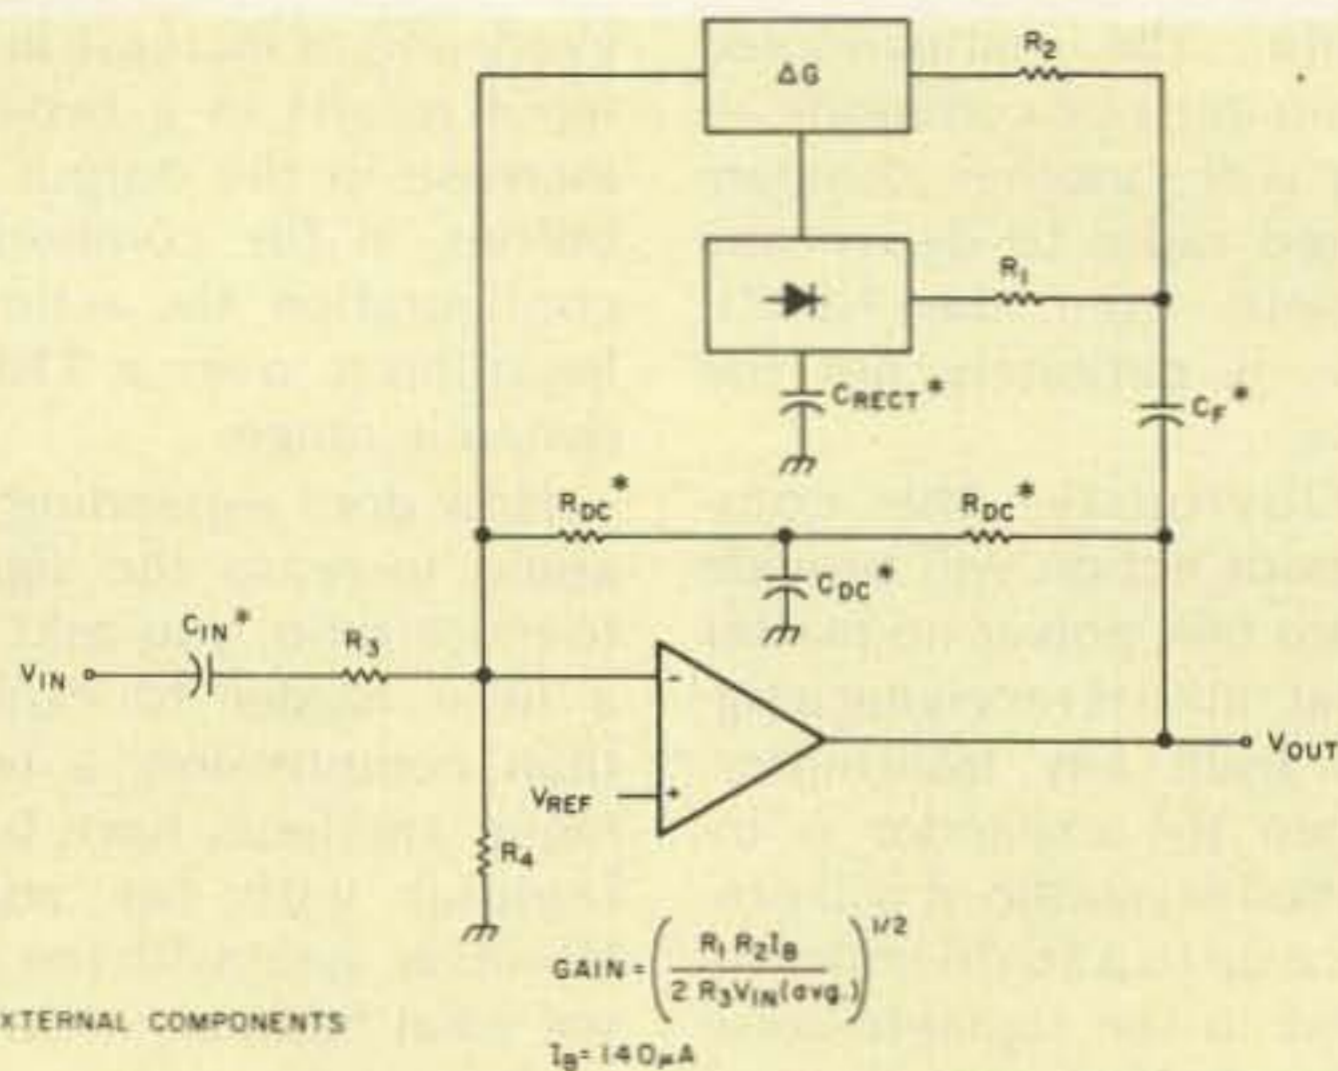 ΔG
R2
R1
CRECT*
CF*
RDC*
RDC*
CDC*
CIN*
R3
VIN
-
+
VREF
VOUT
R4
GAIN = (R1 R2 IB / 2 R3 VIN(avg.))^1/2
XTERNAL COMPONENTS
IB = 140μA